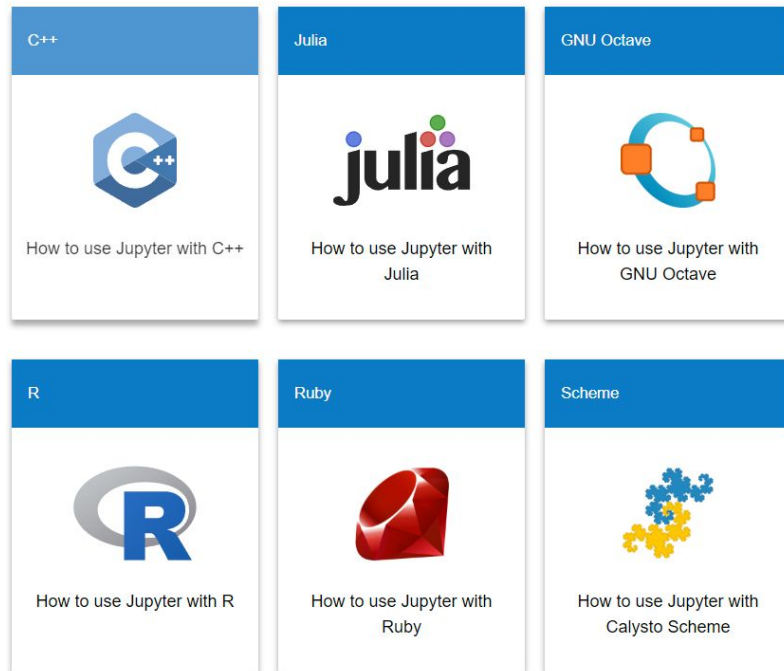 C++
Julia
GNU Octave
C++
julia
How to use Jupyter with C++
How to use Jupyter with
Julia
How to use Jupyter with
GNU Octave
R
Ruby
Scheme
R
How to use Jupyter with R
How to use Jupyter with
Ruby
How to use Jupyter with
Calysto Scheme